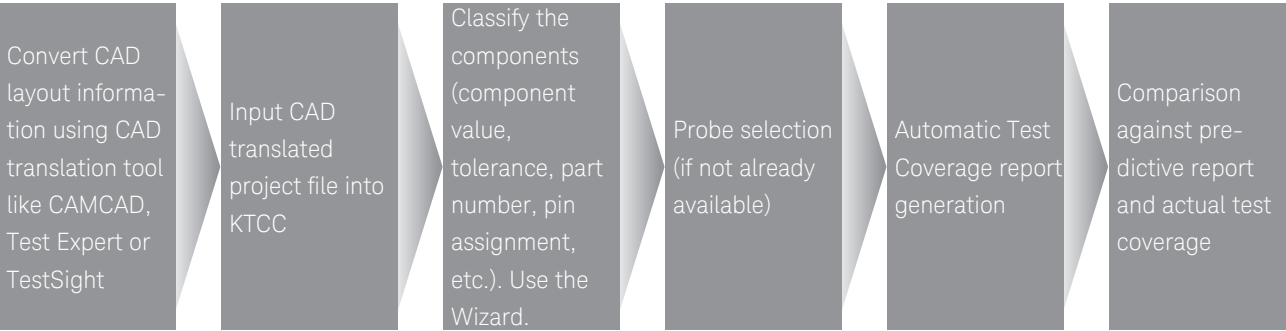 Convert CAD
layout informa-
tion using CAD
translation tool
like CAMCAD,
Test Expert or
TestSight
Input CAD
translated
project file into
KTCC
Classify the
components
(component
value,
tolerance, part
number, pin
assignment,
etc.). Use the
Wizard.
Probe selection
(if not already
available)
Automatic Test
Coverage report
generation
Comparison
against pre-
dictive report
and actual test
coverage